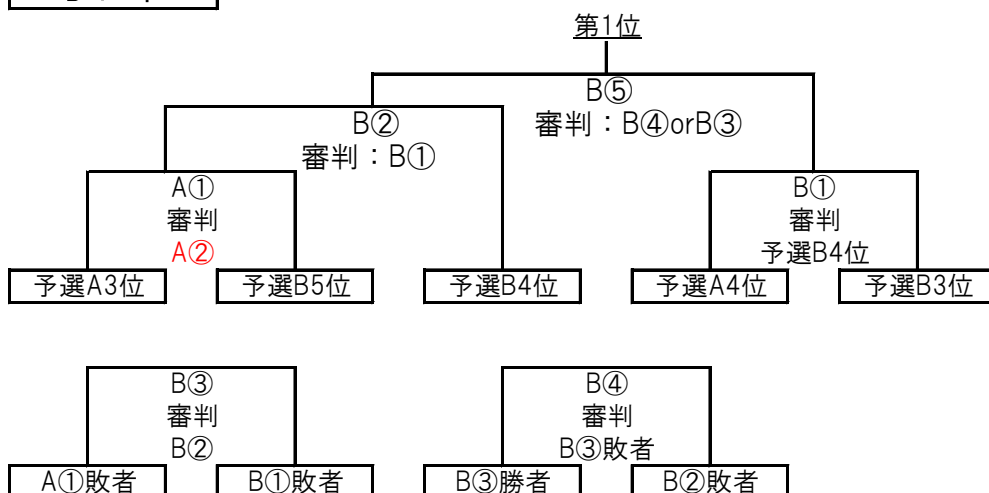 第1位
B⑤
審判：B④orB③
B②
審判：B①
A①
審判
A②
B①
審判
予選B4位
予選A3位
予選B5位
予選B4位
予選A4位
予選B3位
B③
審判
B②
B④
審判
B③敗者
A①敗者
B①敗者
B③勝者
B②敗者